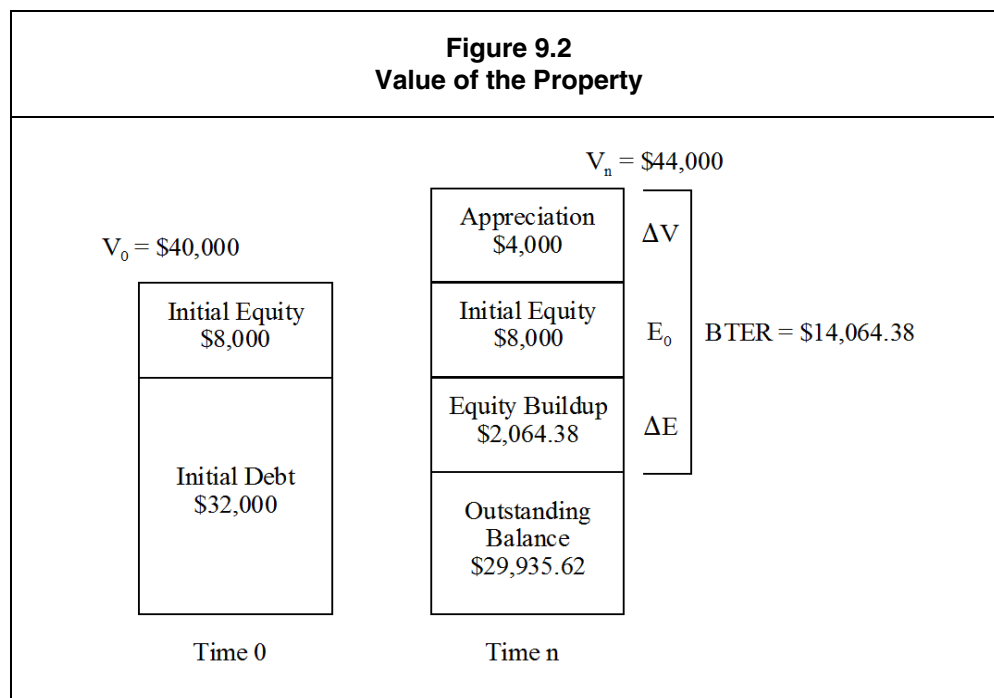 Figure 9.2
Value of the Property
V₀ = $40,000
Initial Equity
$8,000
Initial Debt
$32,000
Time 0
Vₙ = $44,000
Appreciation
$4,000
ΔV
Initial Equity
$8,000
E₀
BTER = $14,064.38
Equity Buildup
$2,064.38
ΔE
Outstanding
Balance
$29,935.62
Time n